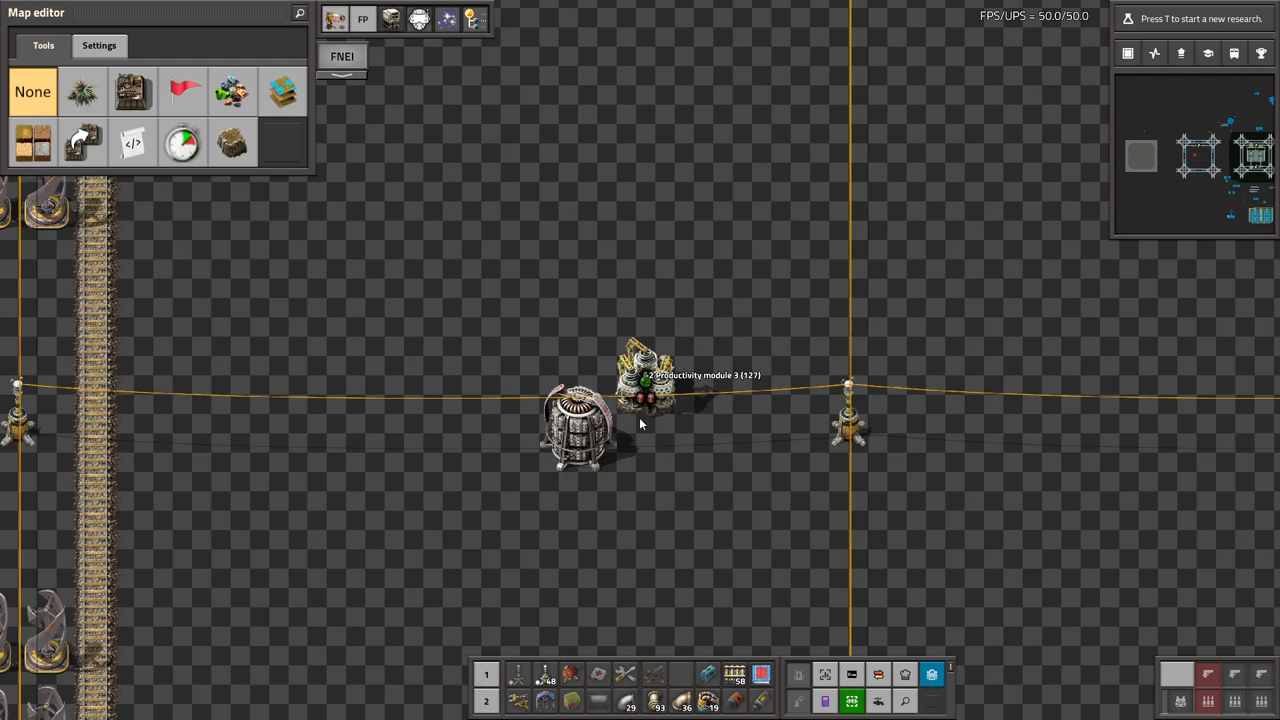 Map editor
Tools
Settings
None
</>
FP
FNEI
FPS/UPS = 50.0/50.0
Press T to start a new research.
-2 Productivity module 3 (127)
1
48
58
2
29
93
36
19